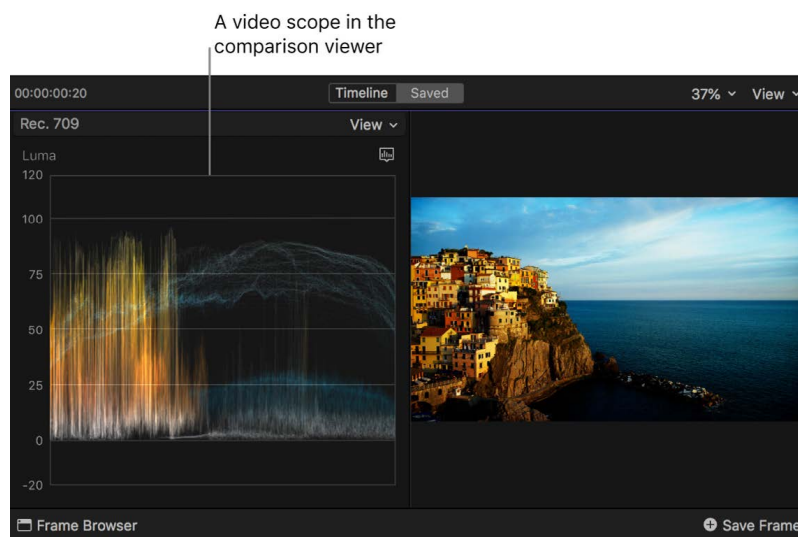 A video scope in the
comparison viewer
00:00:00:20
Timeline
Saved
37%
View
Rec. 709
View
Luma
120
100
75
50
25
0
-20
Frame Browser
Save Frame